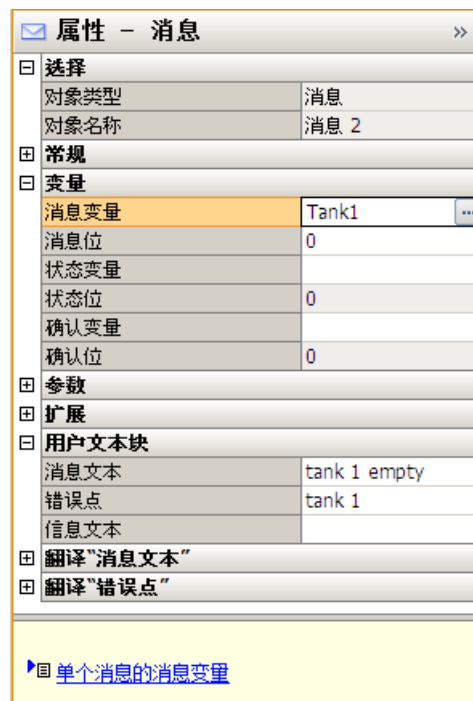 属性 - 消息 »
选择
对象类型 消息
对象名称 消息 2
常规
变量
消息变量 Tank1 ...
消息位 0
状态变量
状态位 0
确认变量
确认位 0
参数
扩展
用户文本块
消息文本 tank 1 empty
错误点 tank 1
信息文本
翻译"消息文本"
翻译"错误点"
单个消息的消息变量